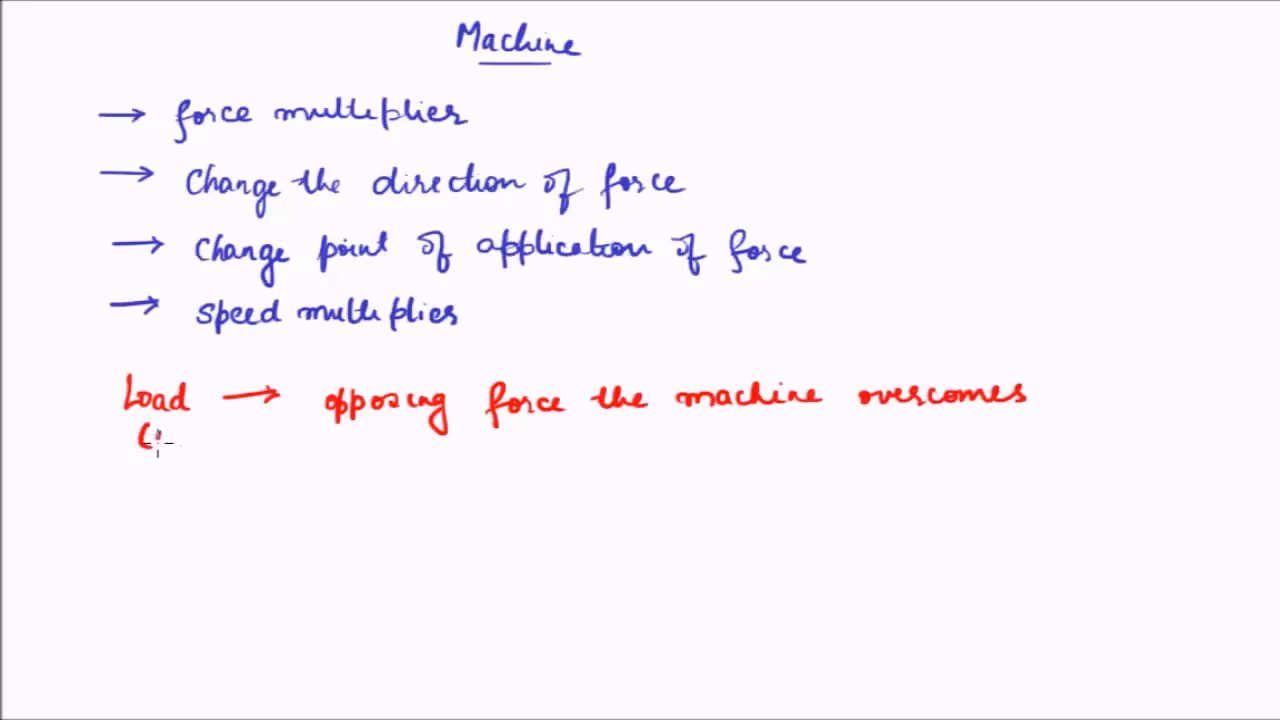 Machine
→ force multiplier
→ Change the direction of force
→ Change point of application of force
→ Speed multiplies
Load → opposing force the machine overcomes
(